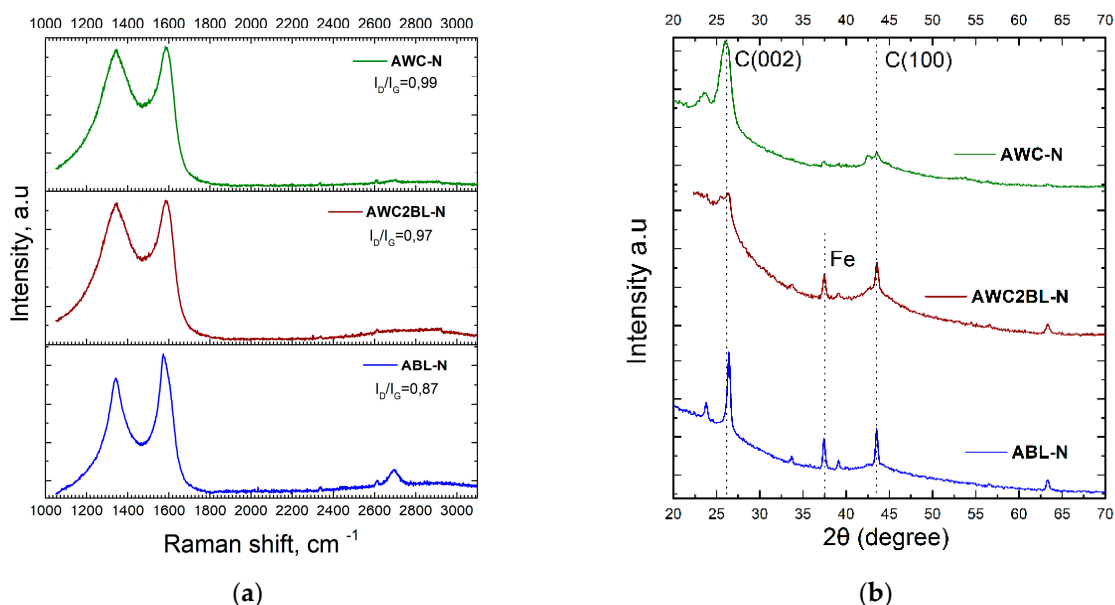 1000 1200 1400 1600 1800 2000 2200 2400 2600 2800 3000
AWC-N
I_D/I_G=0,99
AWC2BL-N
I_D/I_G=0,97
ABL-N
I_D/I_G=0,87
Intensity, a.u
1000 1200 1400 1600 1800 2000 2200 2400 2600 2800 3000
Raman shift, cm -1
(a)
20 25 30 35 40 45 50 55 60 65 70
C(002)
C(100)
AWC-N
Fe
AWC2BL-N
ABL-N
Intensity a.u
20 25 30 35 40 45 50 55 60 65 70
2θ (degree)
(b)